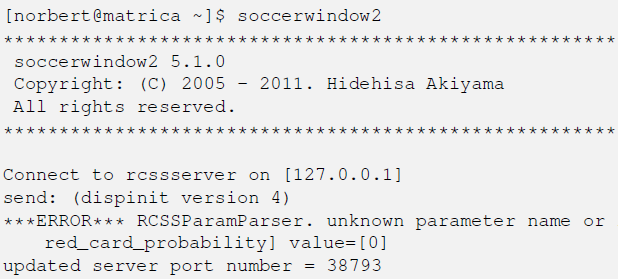 [norbert@matrica ~]$ soccerwindow2
*******************************************************
soccerwindow2 5.1.0
Copyright: (C) 2005 - 2011. Hidehisa Akiyama
All rights reserved.
*******************************************************
Connect to rcssserver on [127.0.0.1]
send: (dispinit version 4)
***ERROR*** RCSSParamParser. unknown parameter name or
red_card_probability] value=[0]
updated server port number = 38793